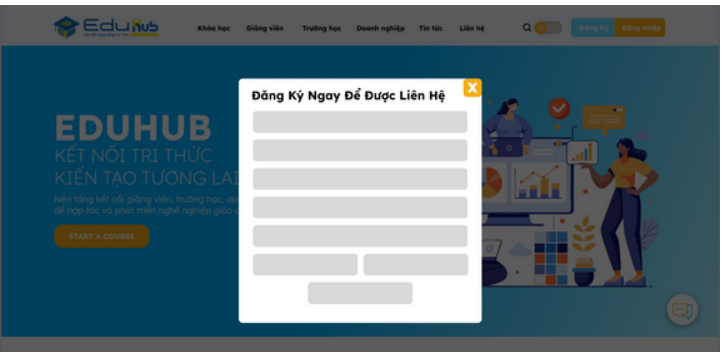 EduHub
Khóa học
Giảng viên
Trường học
Doanh nghiệp
Tin tức
Liên hệ
Đăng Ký
Đăng Nhập
Đăng Ký Ngay Để Được Liên Hệ
X
EDUHUB
KẾT NỐI TRI THỨC
KIẾN TẠO TƯƠNG LAI
Nền tảng kết nối giảng viên, trường học, do
để hợp tác và phát triển nghề nghiệp giáo d
START A COURSE